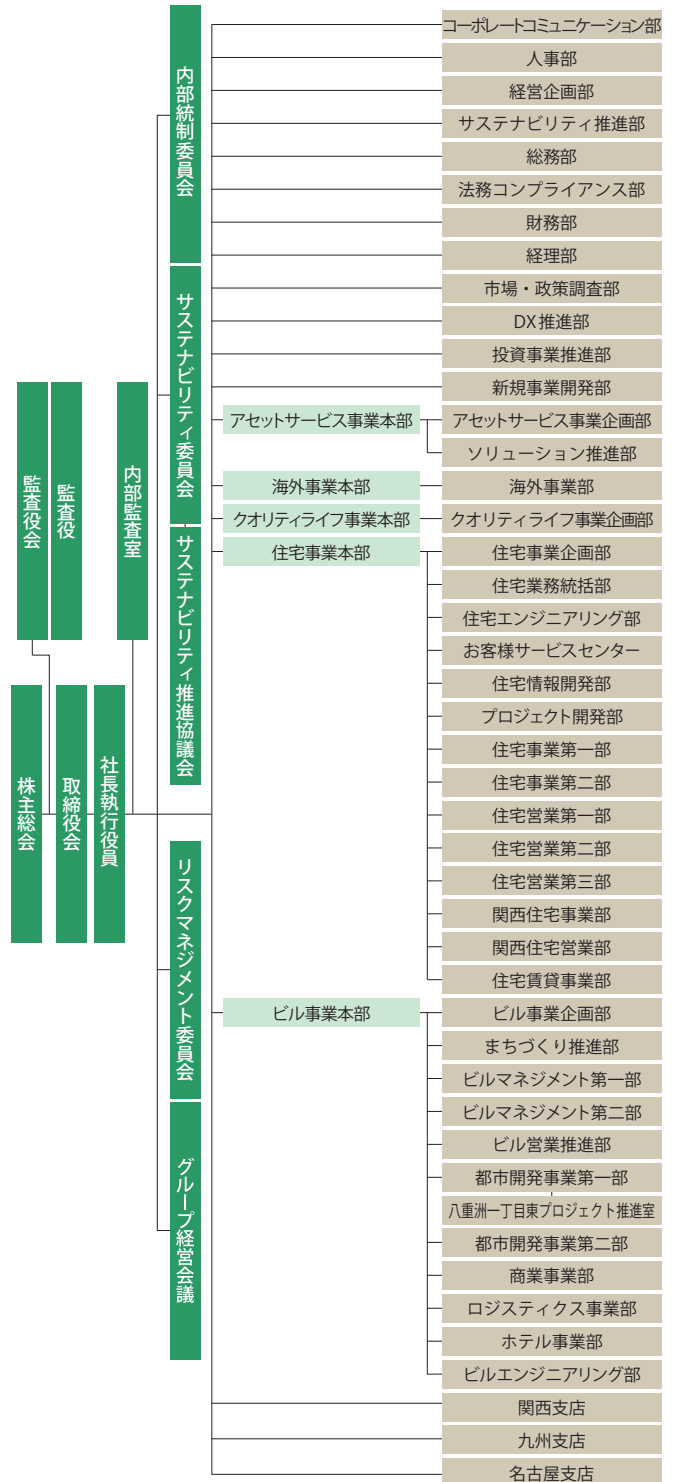 監査役会
監査役
内部監査室
株主総会
取締役会
社長執行役員
内部統制委員会
サステナビリティ委員会
サステナビリティ推進協議会
リスクマネジメント委員会
グループ経営会議
コーポレートコミュニケーション部
人事部
経営企画部
サステナビリティ推進部
総務部
法務コンプライアンス部
財務部
経理部
市場・政策調査部
DX推進部
投資事業推進部
新規事業開発部
アセットサービス事業本部
アセットサービス事業企画部
ソリューション推進部
海外事業本部
海外事業部
クオリティライフ事業本部
クオリティライフ事業企画部
住宅事業本部
住宅事業企画部
住宅業務統括部
住宅エンジニアリング部
お客様サービスセンター
住宅情報開発部
プロジェクト開発部
住宅事業第一部
住宅事業第二部
住宅営業第一部
住宅営業第二部
住宅営業第三部
関西住宅事業部
関西住宅営業部
住宅賃貸事業部
ビル事業本部
ビル事業企画部
まちづくり推進部
ビルマネジメント第一部
ビルマネジメント第二部
ビル営業推進部
都市開発事業第一部
八重洲一丁目東プロジェクト推進室
都市開発事業第二部
商業事業部
ロジスティクス事業部
ホテル事業部
ビルエンジニアリング部
関西支店
九州支店
名古屋支店